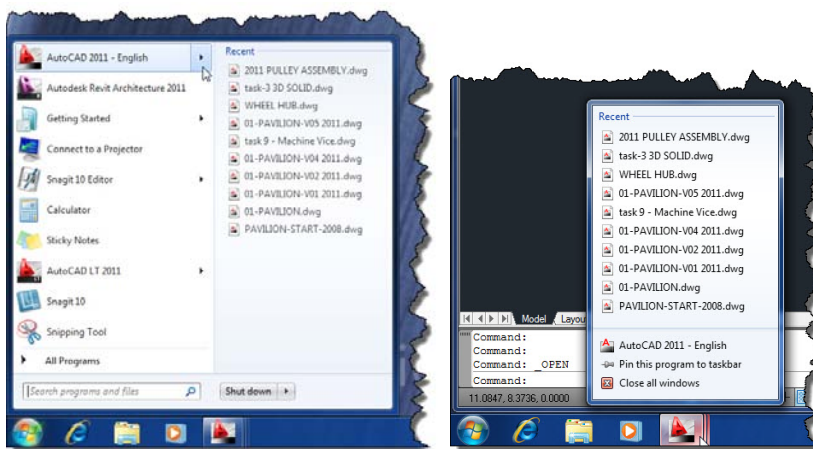 AutoCAD 2011 - English
Autodesk Revit Architecture 2011
Getting Started
Connect to a Projector
Snagit 10 Editor
Calculator
Sticky Notes
AutoCAD LT 2011
Snagit 10
Snipping Tool
All Programs
Search programs and files
Shut down
Recent
2011 PULLEY ASSEMBLY.dwg
task-3 3D SOLID.dwg
WHEEL HUB.dwg
01-PAVILION-V05 2011.dwg
task 9 - Machine Vice.dwg
01-PAVILION-V04 2011.dwg
01-PAVILION-V02 2011.dwg
01-PAVILION-V01 2011.dwg
01-PAVILION.dwg
PAVILION-START-2008.dwg
Recent
2011 PULLEY ASSEMBLY.dwg
task-3 3D SOLID.dwg
WHEEL HUB.dwg
01-PAVILION-V05 2011.dwg
task 9 - Machine Vice.dwg
01-PAVILION-V04 2011.dwg
01-PAVILION-V02 2011.dwg
01-PAVILION-V01 2011.dwg
01-PAVILION.dwg
PAVILION-START-2008.dwg
AutoCAD 2011 - English
Pin this program to taskbar
Close all windows
Model Layou
Command:
Command:
Command: _OPEN
Command:
11.0847, 8.3736, 0.0000